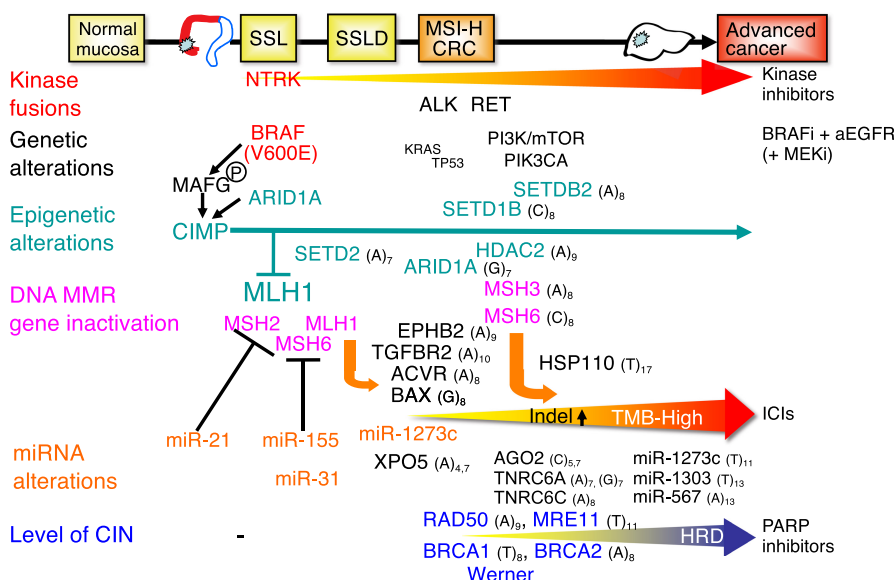 Normal mucosa
SSL
SSLD
MSI-H CRC
Advanced cancer
Kinase fusions
NTRK
ALK RET
Kinase inhibitors
Genetic alterations
BRAF (V600E)
MAFG P
ARID1A
KRAS
TP53
PI3K/mTOR
PIK3CA
BRAFi + aEGFR
(+ MEKi)
Epigenetic alterations
CIMP
SETDB2 (A)8
SETD1B (C)8
SETD2 (A)7
HDAC2 (A)9
ARID1A (G)7
MLH1
DNA MMR
gene inactivation
MSH2 MLH1
MSH6
MSH3 (A)8
MSH6 (C)8
EPHB2 (A)9
TGFBR2 (A)10
ACVR (A)8
BAX (G)8
HSP110 (T)17
Indel TMB-High
ICIs
miRNA alterations
miR-21
miR-155
miR-31
miR-1273c
XPO5 (A)4,7
AGO2 (C)5,7
TNRC6A (A)7, (G)7
TNRC6C (A)8
miR-1273c (T)11
miR-1303 (T)13
miR-567 (A)13
Level of CIN
-
RAD50 (A)9, MRE11 (T)11
HRD
BRCA1 (T)8, BRCA2 (A)8
Werner
PARP inhibitors